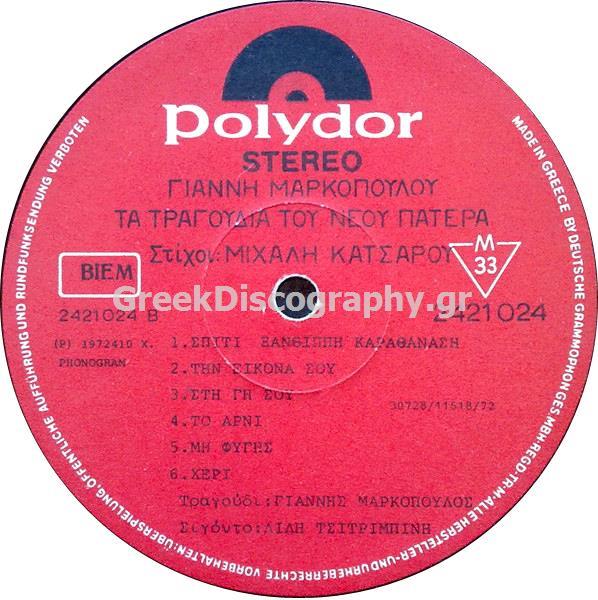 polydor
STEREO
ΓΙΑΝΝΗ ΜΑΡΚΟΠΟΥΛΟΥ
ΤΑ ΤΡΑΓΟΥΔΙΑ ΤΟΥ ΝΕΟΥ ΠΑΤΕΡΑ
Στίχοι: ΜΙΧΑΛΗ ΚΑΤΣΑΡΟΥ
BIEM
M
33
GreekDiscography.gr
2421024 B
2421024
(P) 1972410 X.
PHONOGRAM
1.ΣΠΙΤΙ ΞΑΝΘΙΠΠΗ ΚΑΡΑΘΑΝΑΣΗ
2.ΤΗΝ ΕΙΚΟΝΑ ΣΟΥ
3.ΣΤΗ ΓΗ ΣΟΥ
30728/11518/72
4.ΤΟ ΑΡΝΙ
5.ΜΗ ΦΥΓΗΣ
6.ΧΕΡΙ
Τραγούδι:ΓΙΑΝΝΗΣ ΜΑΡΚΟΠΟΥΛΟΣ
Σιγόντο:ΛΙΛΗ ΤΣΙΤΡΙΜΠΙΝΗ
MADE IN GREECE BY DEUTSCHE GRAMMOPHON GES. MBH · REGD · TR-M · ALLE HERSTELLER- UND URHEBERRECHTE VORBEHALTEN · ÜBERSPIELUNG, ÖFFENTLICHE AUFFÜHRUNG UND RUNDFUNKSENDUNG VERBOTEN